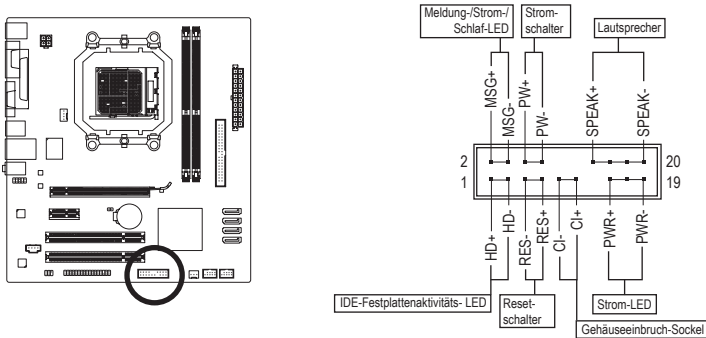 Meldung-/Strom-/
Schlaf-LED
Strom-
schalter
Lautsprecher
MSG+
MSG-
PW+
PW-
SPEAK+
SPEAK-
2
20
1
19
HD+
HD-
RES-
RES+
CI-
CI+
PWR+
PWR-
IDE-Festplattenaktivitäts- LED
Reset-
schalter
Strom-LED
Gehäuseeinbruch-Sockel